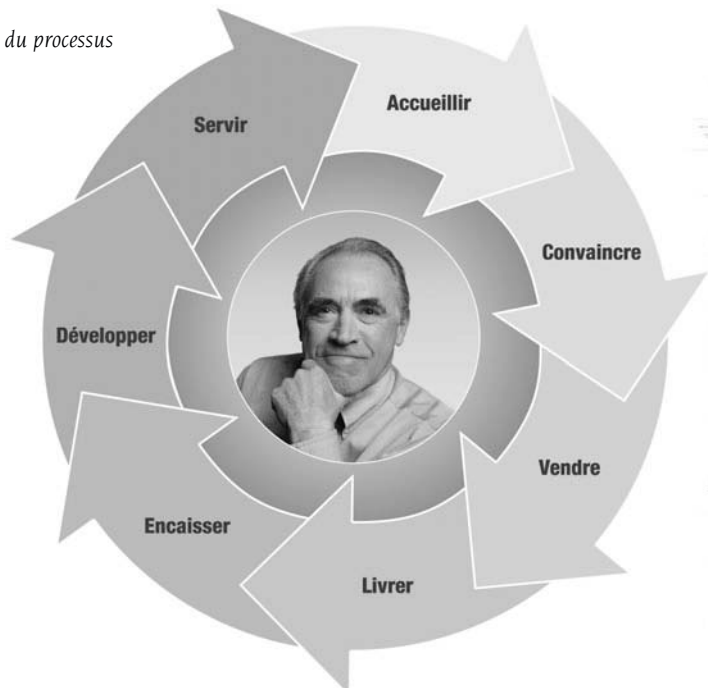 du processus
Accueillir
Convaincre
Vendre
Livrer
Encaisser
Développer
Servir